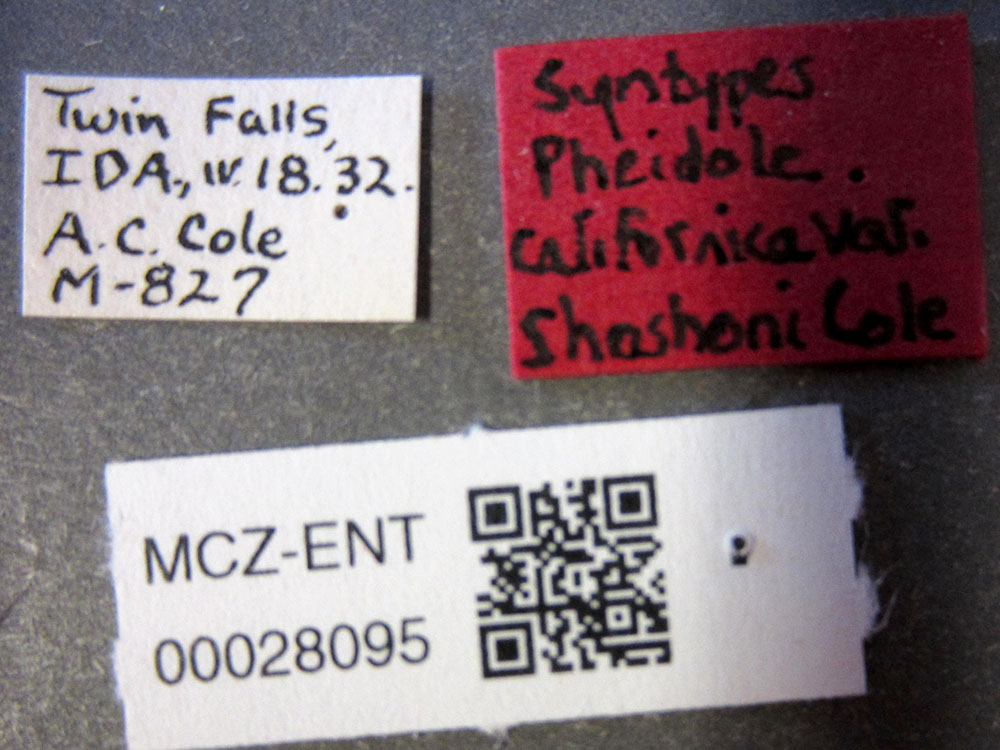 Twin Falls,
IDA., IV.18.32.
A.C. Cole
M-827
Syntypes
Pheidole.
californica var.
Shoshoni Cole
MCZ-ENT
00028095